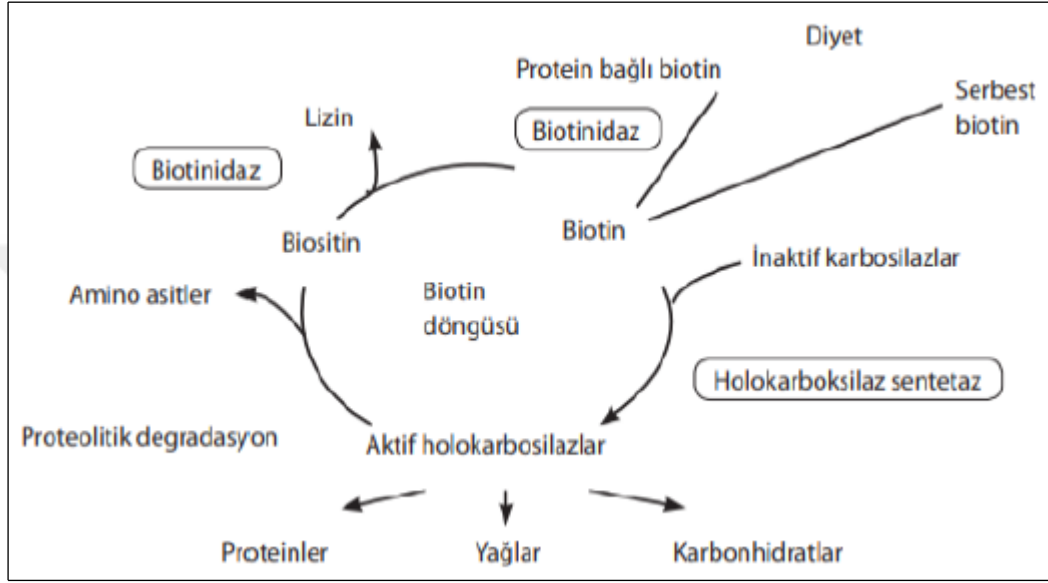 Diyet
Protein bağlı biotin
Serbest
biotin
Lizin
Biotinidaz
Biotinidaz
Biositin
Biotin
İnaktif karbosilazlar
Amino asitler
Biotin
döngüsü
Holokarboksilaz sentetaz
Proteolitik degradasyon
Aktif holokarbosilazlar
Proteinler
Yağlar
Karbonhidratlar